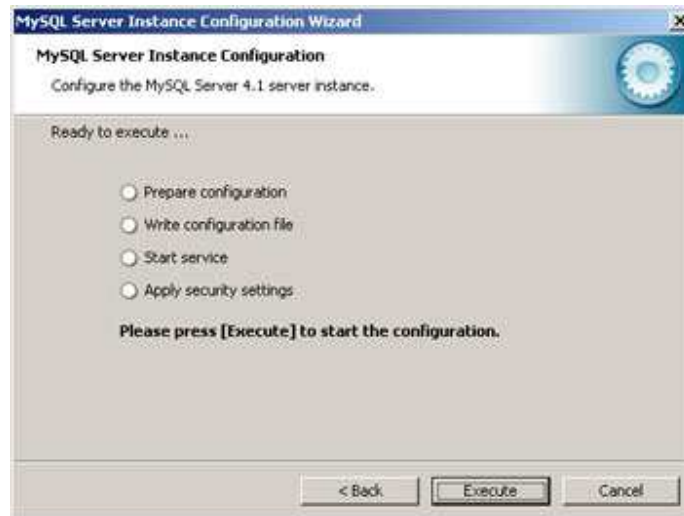 MySQL Server Instance Configuration Wizard
MySQL Server Instance Configuration
Configure the MySQL Server 4.1 server instance.
Ready to execute ...
Prepare configuration
Write configuration file
Start service
Apply security settings
Please press [Execute] to start the configuration.
< Back
Execute
Cancel